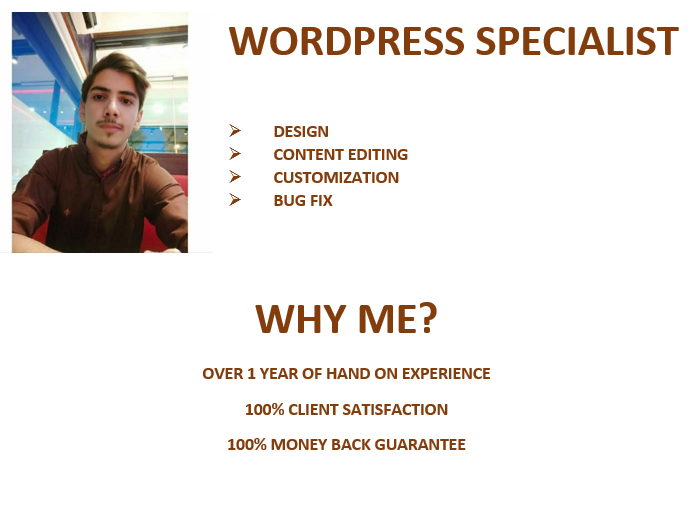 WORDPRESS SPECIALIST
DESIGN
CONTENT EDITING
CUSTOMIZATION
BUG FIX
WHY ME?
OVER 1 YEAR OF HAND ON EXPERIENCE
100% CLIENT SATISFACTION
100% MONEY BACK GUARANTEE